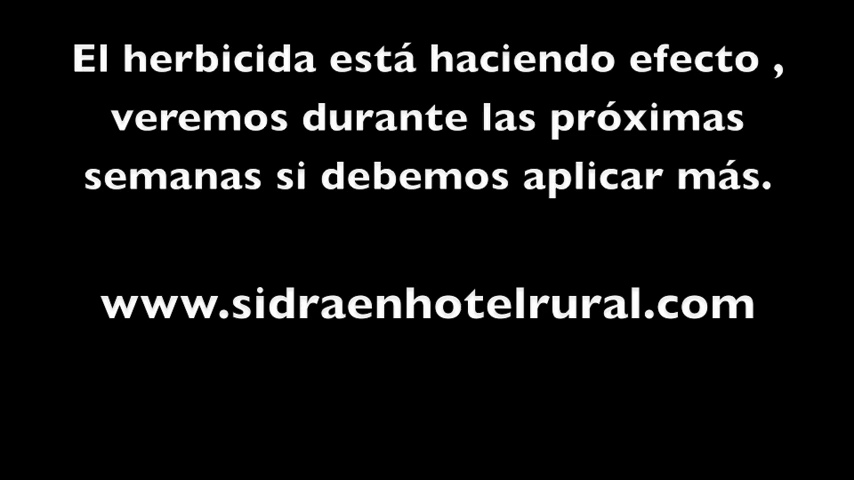 El herbicida está haciendo efecto ,
veremos durante las próximas
semanas si debemos aplicar más.
www.sidraenhotelrural.com